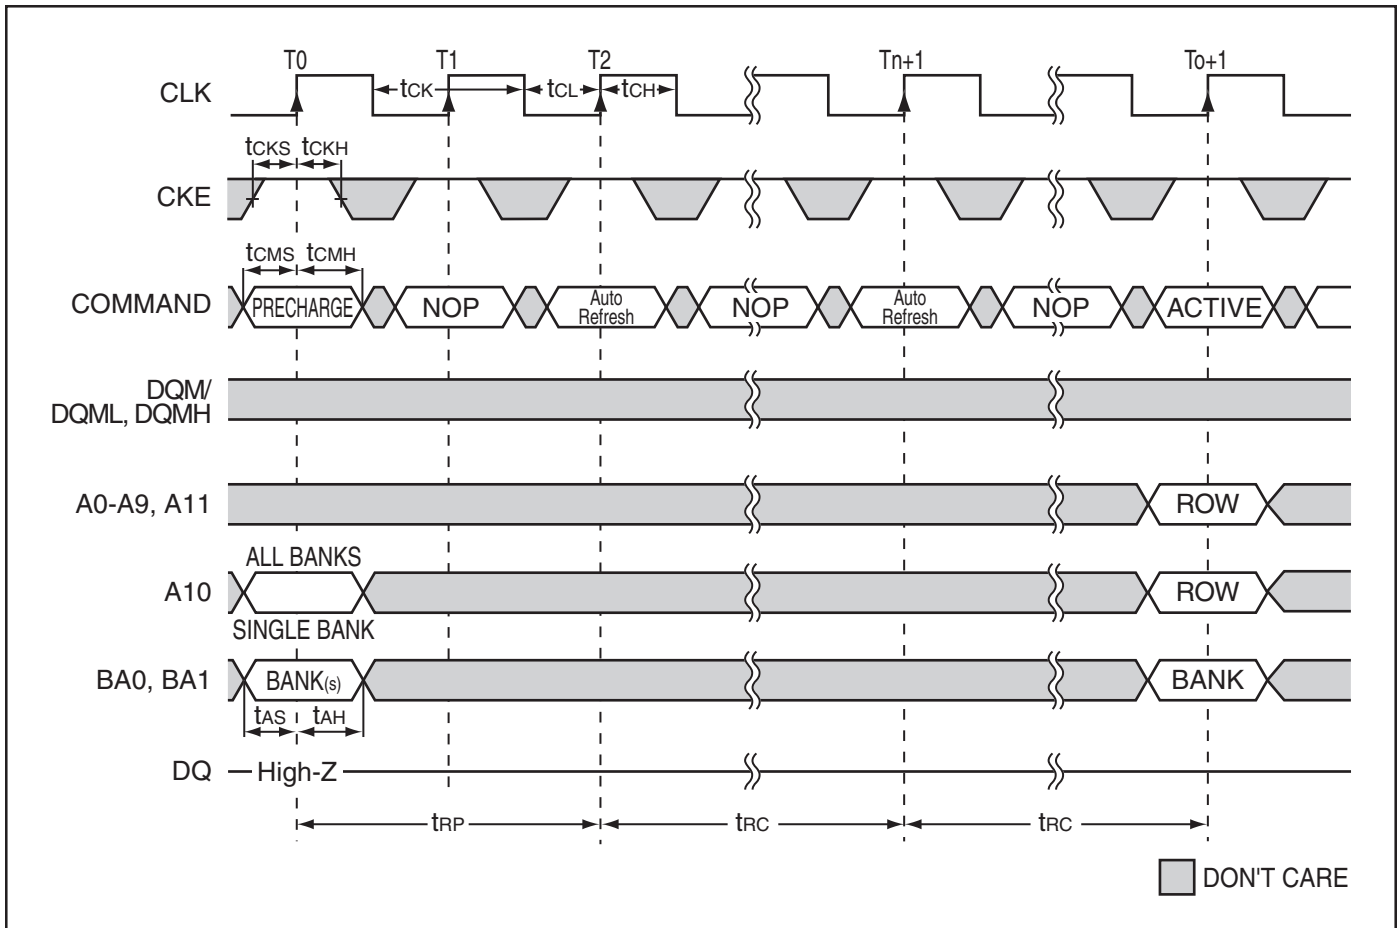 T0 T1 T2 Tn+1 To+1
CLK tCK tCL tCH
tCKS tCKH
CKE
tCMS tCMH
COMMAND PRECHARGE NOP Auto Refresh NOP Auto Refresh NOP ACTIVE
DQM/
DQML, DQMH
A0-A9, A11 ROW
ALL BANKS
A10 ROW
SINGLE BANK
BA0, BA1 BANK(s) BANK
tAS tAH
DQ High-Z
tRP tRC tRC
DON'T CARE